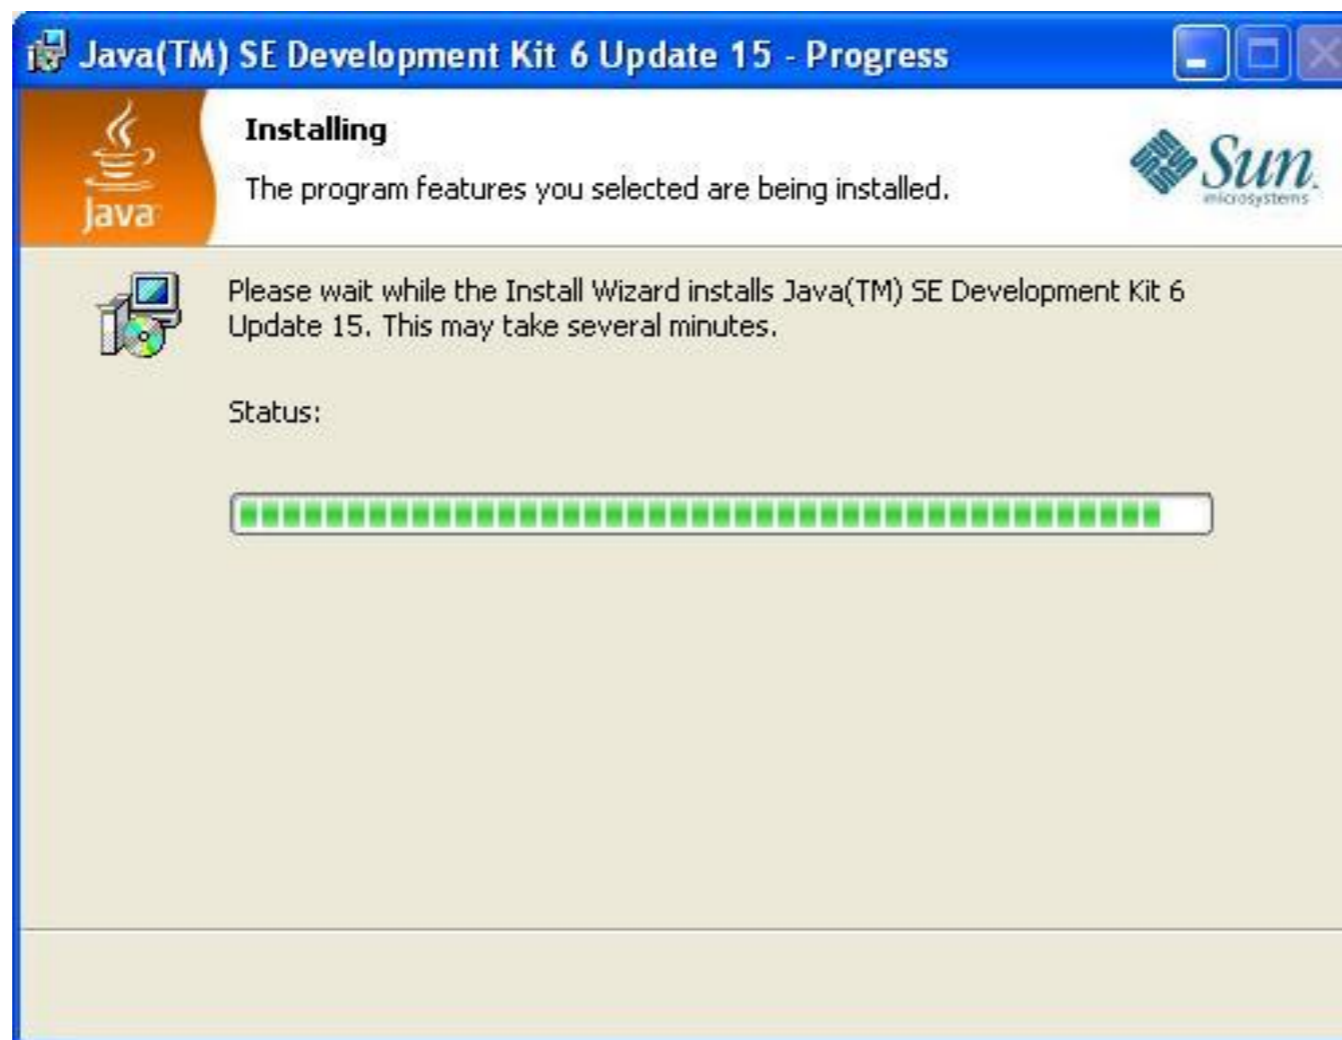 Java(TM) SE Development Kit 6 Update 15 - Progress
Java
Installing
The program features you selected are being installed.
Sun
microsystems
Please wait while the Install Wizard installs Java(TM) SE Development Kit 6
Update 15. This may take several minutes.
Status: